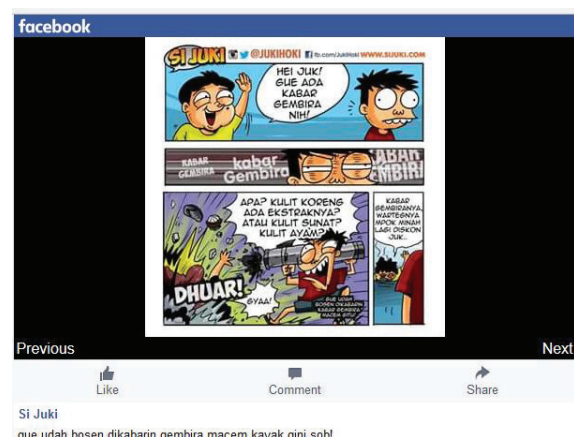 facebook
SI JUKI @JUKIHOKI fb.com/JukiHoki WWW.SIJUKI.COM
HEI JUK!
GUE ADA
KABAR
GEMBIRA
NIH!
KABAR
GEMBIRA
kabar
Gembira
KABAR
GEMBIRA
APA? KULIT KORENG
ADA EKSTRAKNYA?
ATAU KULIT SUNAT?
KULIT AYAM?
DHUAR!
GYAA!
GUE UDAH
BOSEN DIKABARIN
KABAR GEMBIRA
MACEM GITU!
KABAR
GEMBIRANYA,
WARTEGNYA
MPOK MINAH
LAGI DISKON
JUK..
Previous
Next
Like
Comment
Share
Si Juki
gue udah bosen dikabarin gembira macem kayak gini sob!